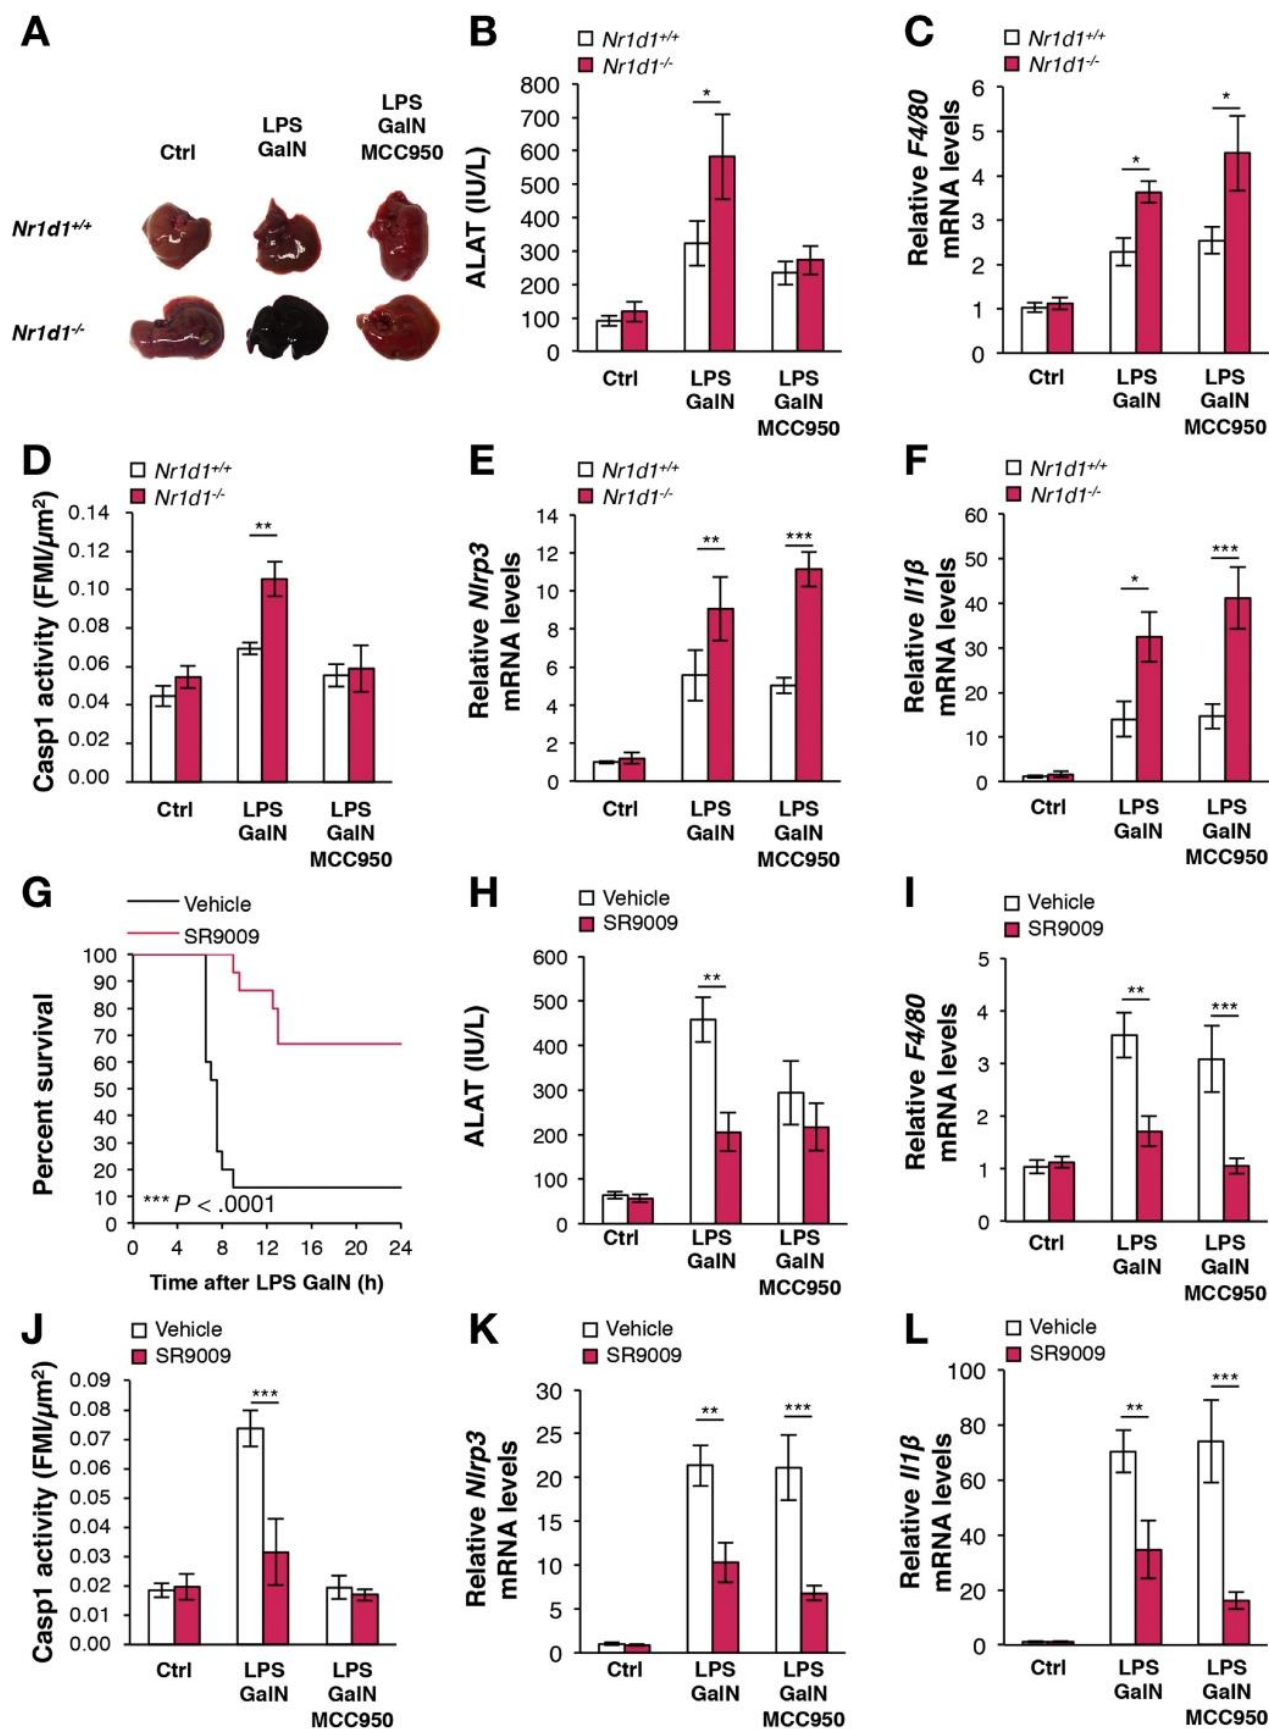 A
Ctrl
LPS
GalN
LPS
GalN
MCC950
Nr1d1+/+
Nr1d1-/-
B
Nr1d1+/+
Nr1d1-/-
ALAT (IU/L)
800
700
600
500
400
300
200
100
0
*
Ctrl
LPS
GalN
LPS
GalN
MCC950
C
Nr1d1+/+
Nr1d1-/-
Relative F4/80
mRNA levels
6
5
4
3
2
1
0
*
*
Ctrl
LPS
GalN
LPS
GalN
MCC950
D
Nr1d1+/+
Nr1d1-/-
Casp1 activity (FMI/µm2)
0.14
0.12
0.10
0.08
0.06
0.04
0.02
0.00
**
Ctrl
LPS
GalN
LPS
GalN
MCC950
E
Nr1d1+/+
Nr1d1-/-
Relative Nlrp3
mRNA levels
14
12
10
8
6
4
2
0
**
***
Ctrl
LPS
GalN
LPS
GalN
MCC950
F
Nr1d1+/+
Nr1d1-/-
Relative Il1β
mRNA levels
60
50
40
30
20
10
0
*
***
Ctrl
LPS
GalN
LPS
GalN
MCC950
G
Vehicle
SR9009
Percent survival
100
90
80
70
60
50
40
30
20
10
0
*** P < .0001
0 4 8 12 16 20 24
Time after LPS GalN (h)
H
Vehicle
SR9009
ALAT (IU/L)
600
500
400
300
200
100
0
**
Ctrl
LPS
GalN
LPS
GalN
MCC950
I
Vehicle
SR9009
Relative F4/80
mRNA levels
5
4
3
2
1
0
**
***
Ctrl
LPS
GalN
LPS
GalN
MCC950
J
Vehicle
SR9009
Casp1 activity (FMI/µm2)
0.09
0.08
0.07
0.06
0.05
0.04
0.03
0.02
0.01
0.00
***
Ctrl
LPS
GalN
LPS
GalN
MCC950
K
Vehicle
SR9009
Relative Nlrp3
mRNA levels
30
25
20
15
10
5
0
**
***
Ctrl
LPS
GalN
LPS
GalN
MCC950
L
Vehicle
SR9009
Relative Il1β
mRNA levels
100
80
60
40
20
0
**
***
Ctrl
LPS
GalN
LPS
GalN
MCC950